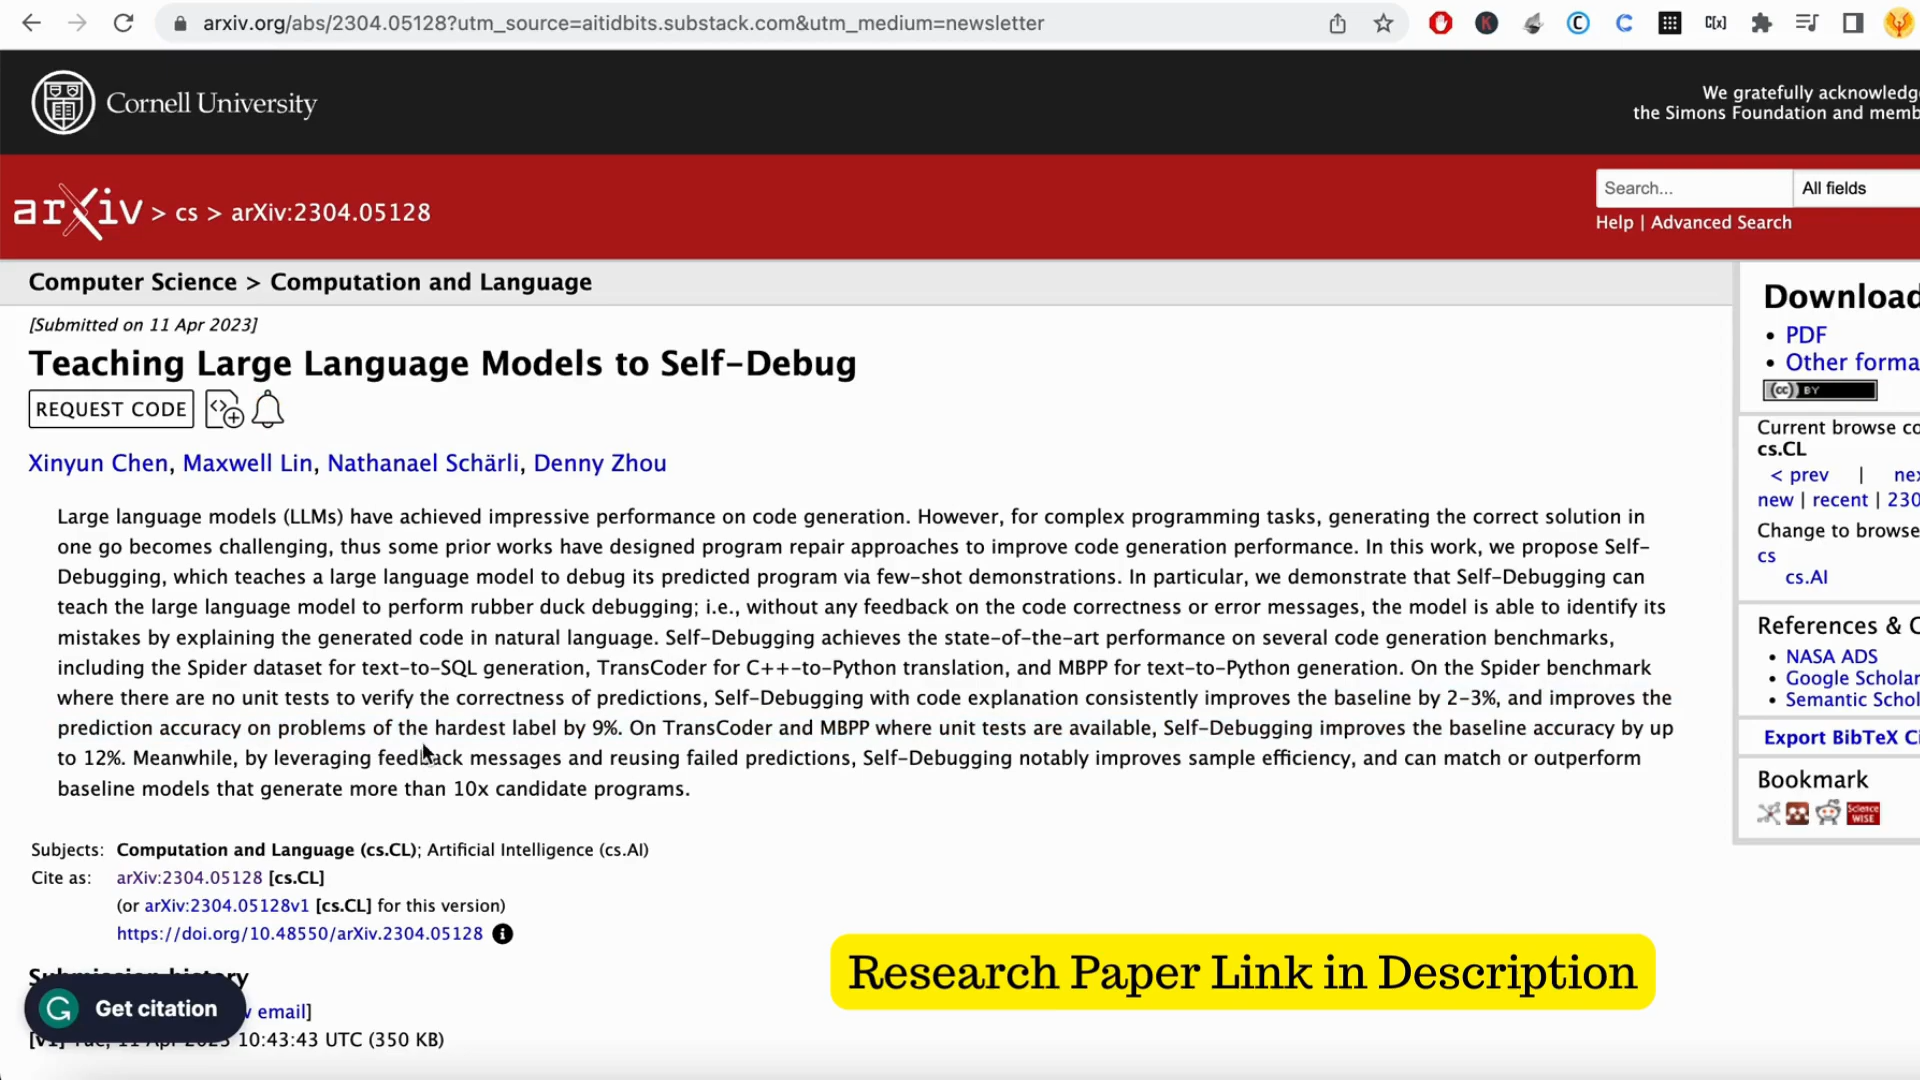 arxiv.org/abs/2304.05128?utm_source=aitidbits.substack.com&utm_medium=newsletter
Cornell University
We gratefully acknowledge
the Simons Foundation and memb
arXiv > cs > arXiv:2304.05128
Search...
All fields
Help | Advanced Search
Computer Science > Computation and Language
[Submitted on 11 Apr 2023]
Teaching Large Language Models to Self-Debug
REQUEST CODE
Xinyun Chen, Maxwell Lin, Nathanael Schärli, Denny Zhou
Large language models (LLMs) have achieved impressive performance on code generation. However, for complex programming tasks, generating the correct solution in
one go becomes challenging, thus some prior works have designed program repair approaches to improve code generation performance. In this work, we propose Self-
Debugging, which teaches a large language model to debug its predicted program via few-shot demonstrations. In particular, we demonstrate that Self-Debugging can
teach the large language model to perform rubber duck debugging; i.e., without any feedback on the code correctness or error messages, the model is able to identify its
mistakes by explaining the generated code in natural language. Self-Debugging achieves the state-of-the-art performance on several code generation benchmarks,
including the Spider dataset for text-to-SQL generation, TransCoder for C++-to-Python translation, and MBPP for text-to-Python generation. On the Spider benchmark
where there are no unit tests to verify the correctness of predictions, Self-Debugging with code explanation consistently improves the baseline by 2-3%, and improves the
prediction accuracy on problems of the hardest label by 9%. On TransCoder and MBPP where unit tests are available, Self-Debugging improves the baseline accuracy by up
to 12%. Meanwhile, by leveraging feedback messages and reusing failed predictions, Self-Debugging notably improves sample efficiency, and can match or outperform
baseline models that generate more than 10x candidate programs.
Subjects: Computation and Language (cs.CL); Artificial Intelligence (cs.AI)
Cite as: arXiv:2304.05128 [cs.CL]
(or arXiv:2304.05128v1 [cs.CL] for this version)
https://doi.org/10.48550/arXiv.2304.05128
Submission history
Get citation
email]
[v1] Tue, 11 Apr 2023 10:43:43 UTC (350 KB)
Research Paper Link in Description
Download
PDF
Other forma
(cc) BY
Current browse co
cs.CL
< prev | nex
new | recent | 230
Change to browse
cs
cs.AI
References & C
NASA ADS
Google Scholar
Semantic Schol
Export BibTeX Ci
Bookmark
Science
WISE